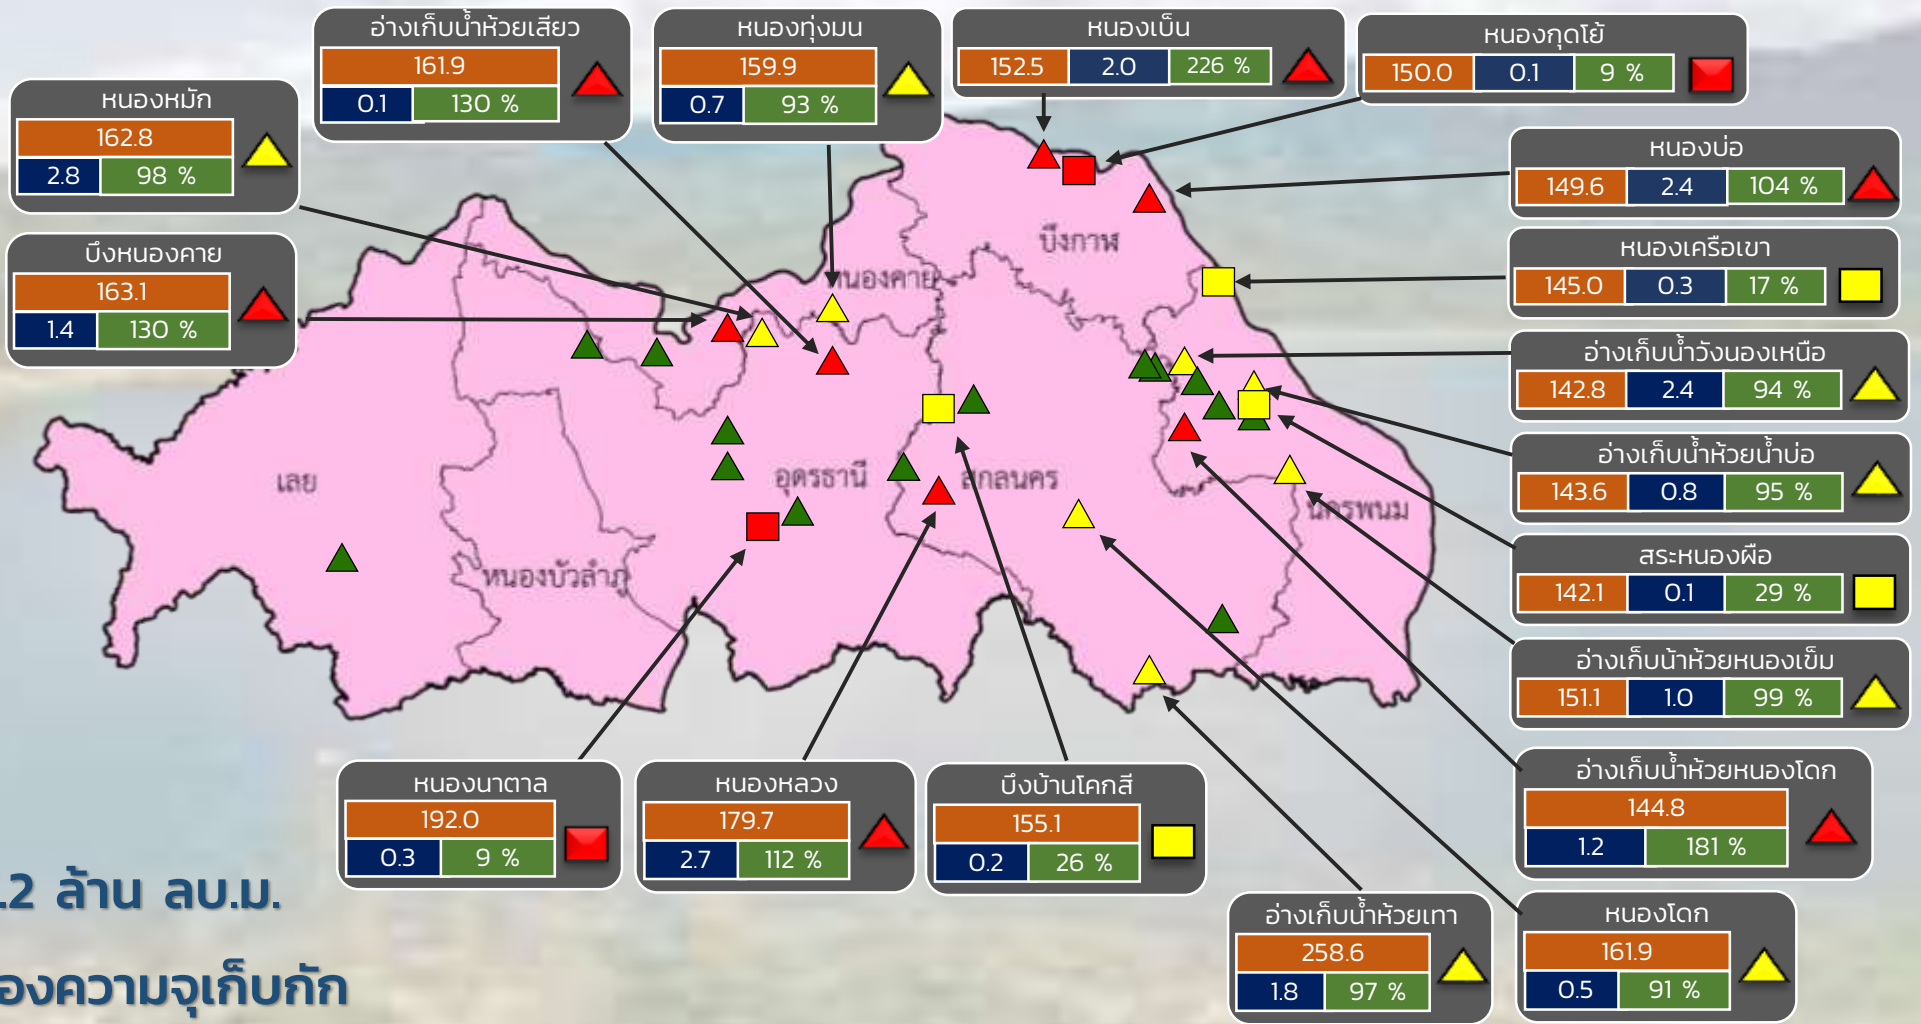 อ่างเก็บน้ำห้วยเสียว
161.9
0.1 130 %
หนองทุ่งมน
159.9
0.7 93 %
หนองเบ็น
152.5 2.0 226 %
หนองกุดโย้
150.0 0.1 9 %
หนองหมัก
162.8
2.8 98 %
หนองบ่อ
149.6 2.4 104 %
บึงหนองคาย
163.1
1.4 130 %
หนองเครือเขา
145.0 0.3 17 %
อ่างเก็บน้ำวังนองเหนือ
142.8 2.4 94 %
อ่างเก็บน้ำห้วยน้ำบ่อ
143.6 0.8 95 %
สระหนองผือ
142.1 0.1 29 %
อ่างเก็บน้าห้วยหนองเข็ม
151.1 1.0 99 %
อ่างเก็บน้ำห้วยหนองโดก
144.8
1.2 181 %
บึงกาฬ
หนองคาย
เลย
อุดรธานี
สกลนคร
นครพนม
หนองบัวลำภู
หนองนาตาล
192.0
0.3 9 %
หนองหลวง
179.7
2.7 112 %
บึงบ้านโคกสี
155.1
0.2 26 %
อ่างเก็บน้ำห้วยเทา
258.6
1.8 97 %
หนองโดก
161.9
0.5 91 %
.2 ล้าน ลบ.ม.
องความจุเก็บกัก